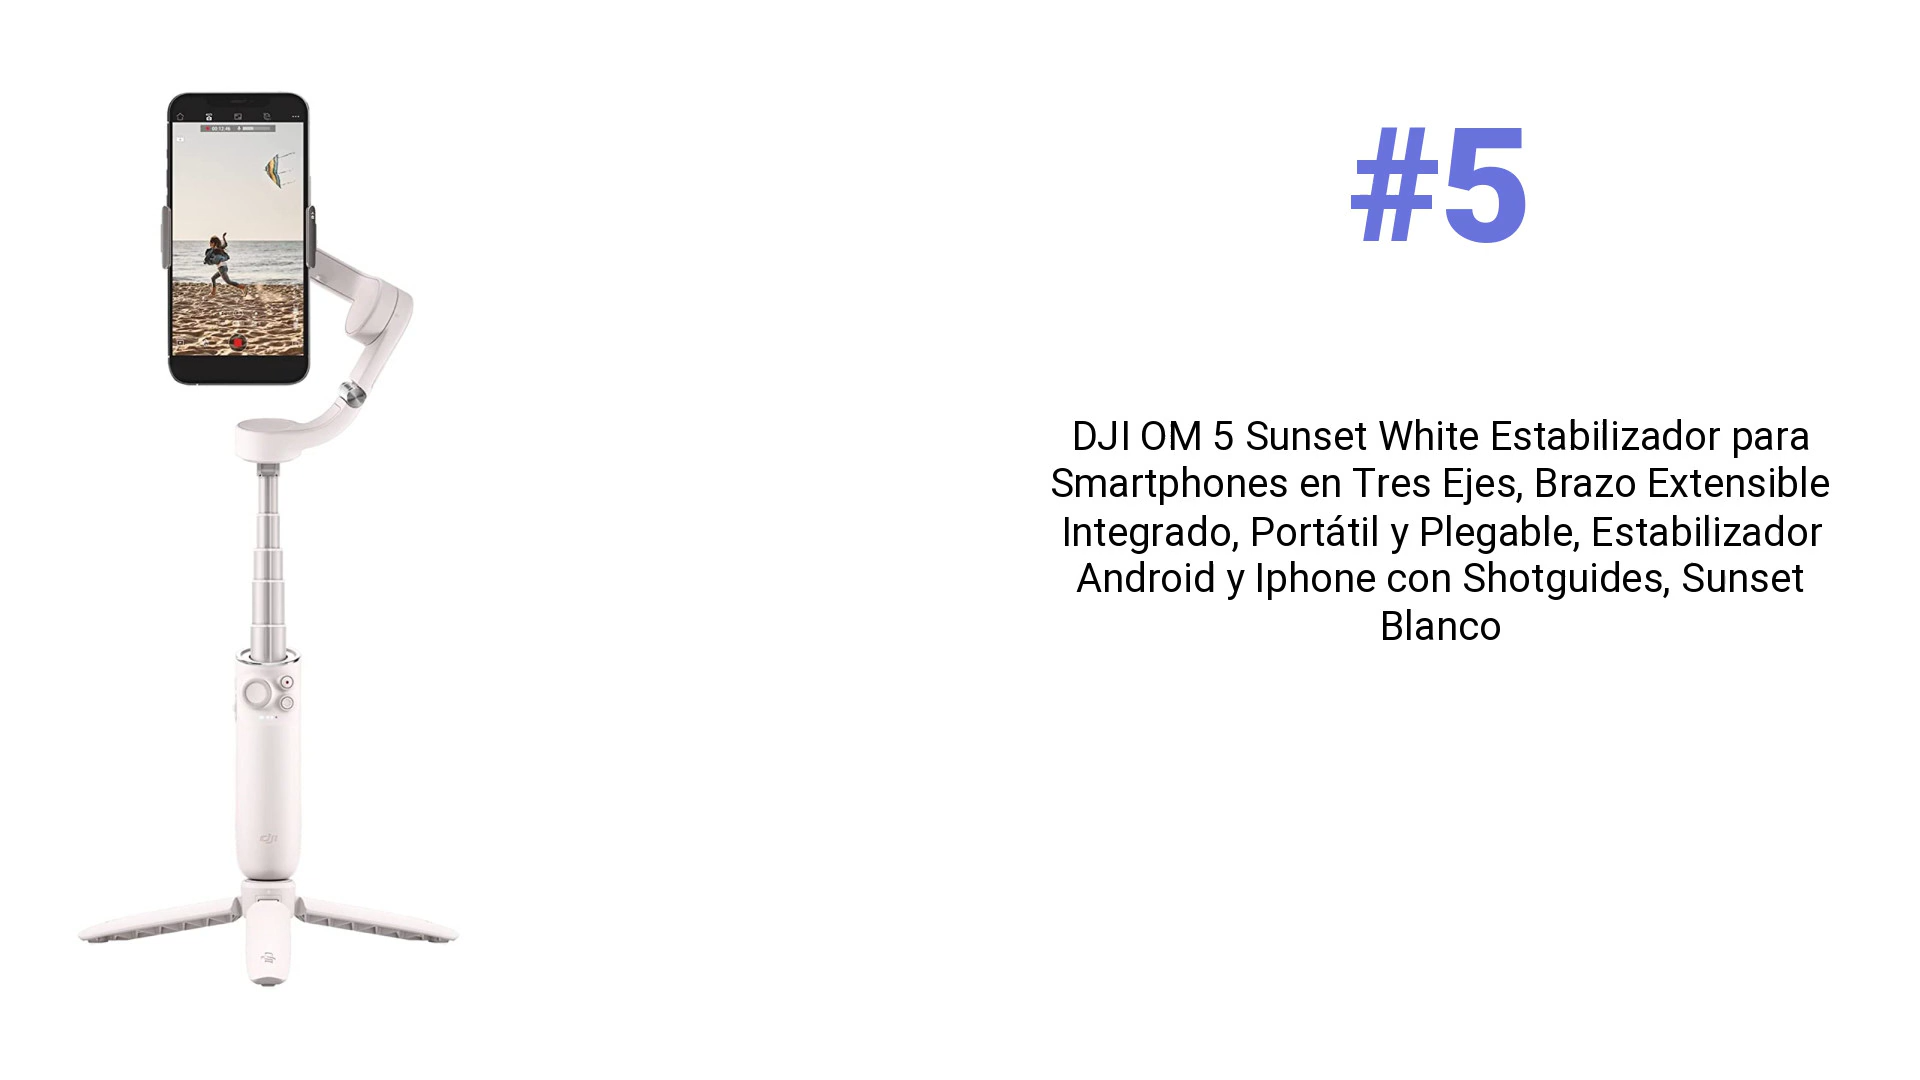 #5
DJI OM 5 Sunset White Estabilizador para
Smartphones en Tres Ejes, Brazo Extensible
Integrado, Portátil y Plegable, Estabilizador
Android y Iphone con Shotguides, Sunset
Blanco
dji